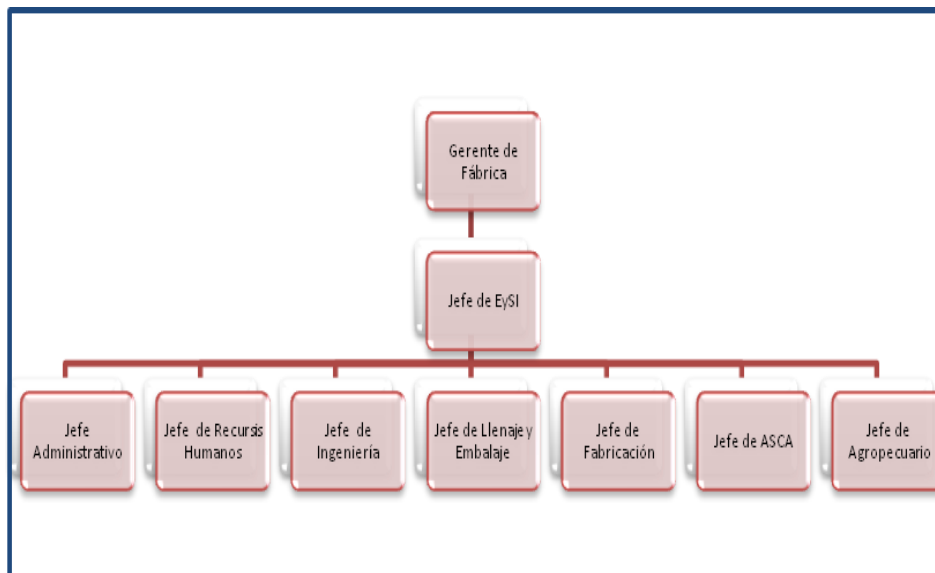 Gerente de
Fábrica
Jefe de EySI
Jefe
Administrativo
Jefe de Recursis
Humanos
Jefe de
Ingeniería
Jefe de Llenaje y
Embalaje
Jefe de
Fabricación
Jefe de ASCA
Jefe de
Agropecuario